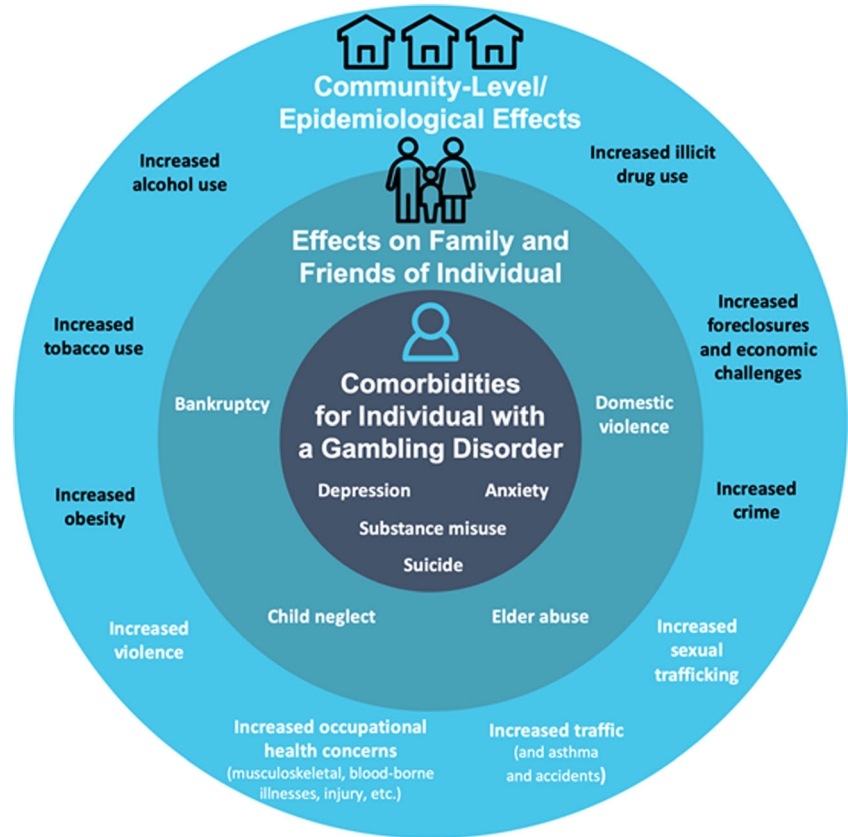 Community-Level/
Epidemiological Effects
Increased
alcohol use
Increased illicit
drug use
Effects on Family and
Friends of Individual
Increased
tobacco use
Increased
foreclosures
and economic
challenges
Bankruptcy
Domestic
violence
Comorbidities
for Individual with
a Gambling Disorder
Depression
Anxiety
Substance misuse
Suicide
Increased
obesity
Increased
crime
Child neglect
Elder abuse
Increased
violence
Increased
sexual
trafficking
Increased occupational
health concerns
(musculoskeletal, blood-borne
illnesses, injury, etc.)
Increased traffic
(and asthma
and accidents)